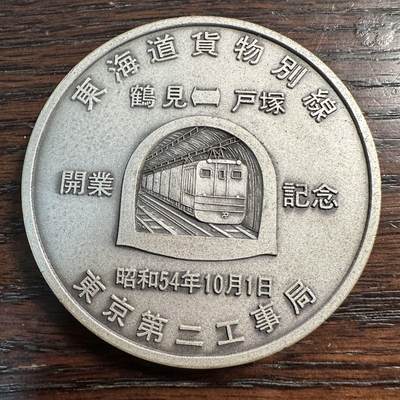 東海道貨物別線
鶴見⇔戸塚
開業 記念
昭和54年10月1日
東京第二工事局